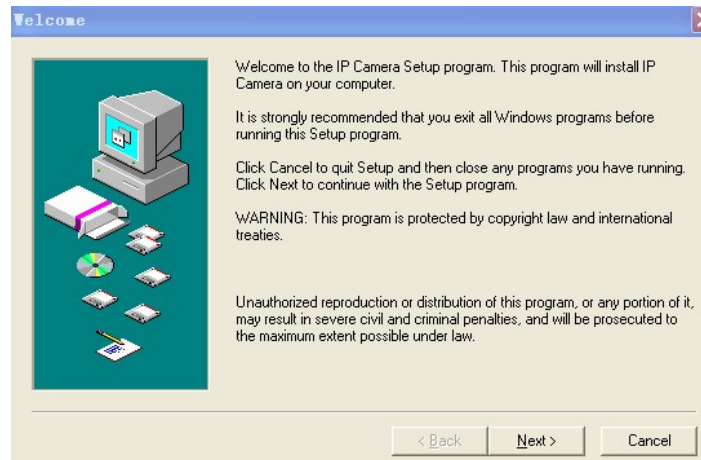 Welcome
Welcome to the IP Camera Setup program. This program will install IP
Camera on your computer.
It is strongly recommended that you exit all Windows programs before
running this Setup program.
Click Cancel to quit Setup and then close any programs you have running.
Click Next to continue with the Setup program.
WARNING: This program is protected by copyright law and international
treaties.
Unauthorized reproduction or distribution of this program, or any portion of it,
may result in severe civil and criminal penalties, and will be prosecuted to
the maximum extent possible under law.
< Back Next > Cancel